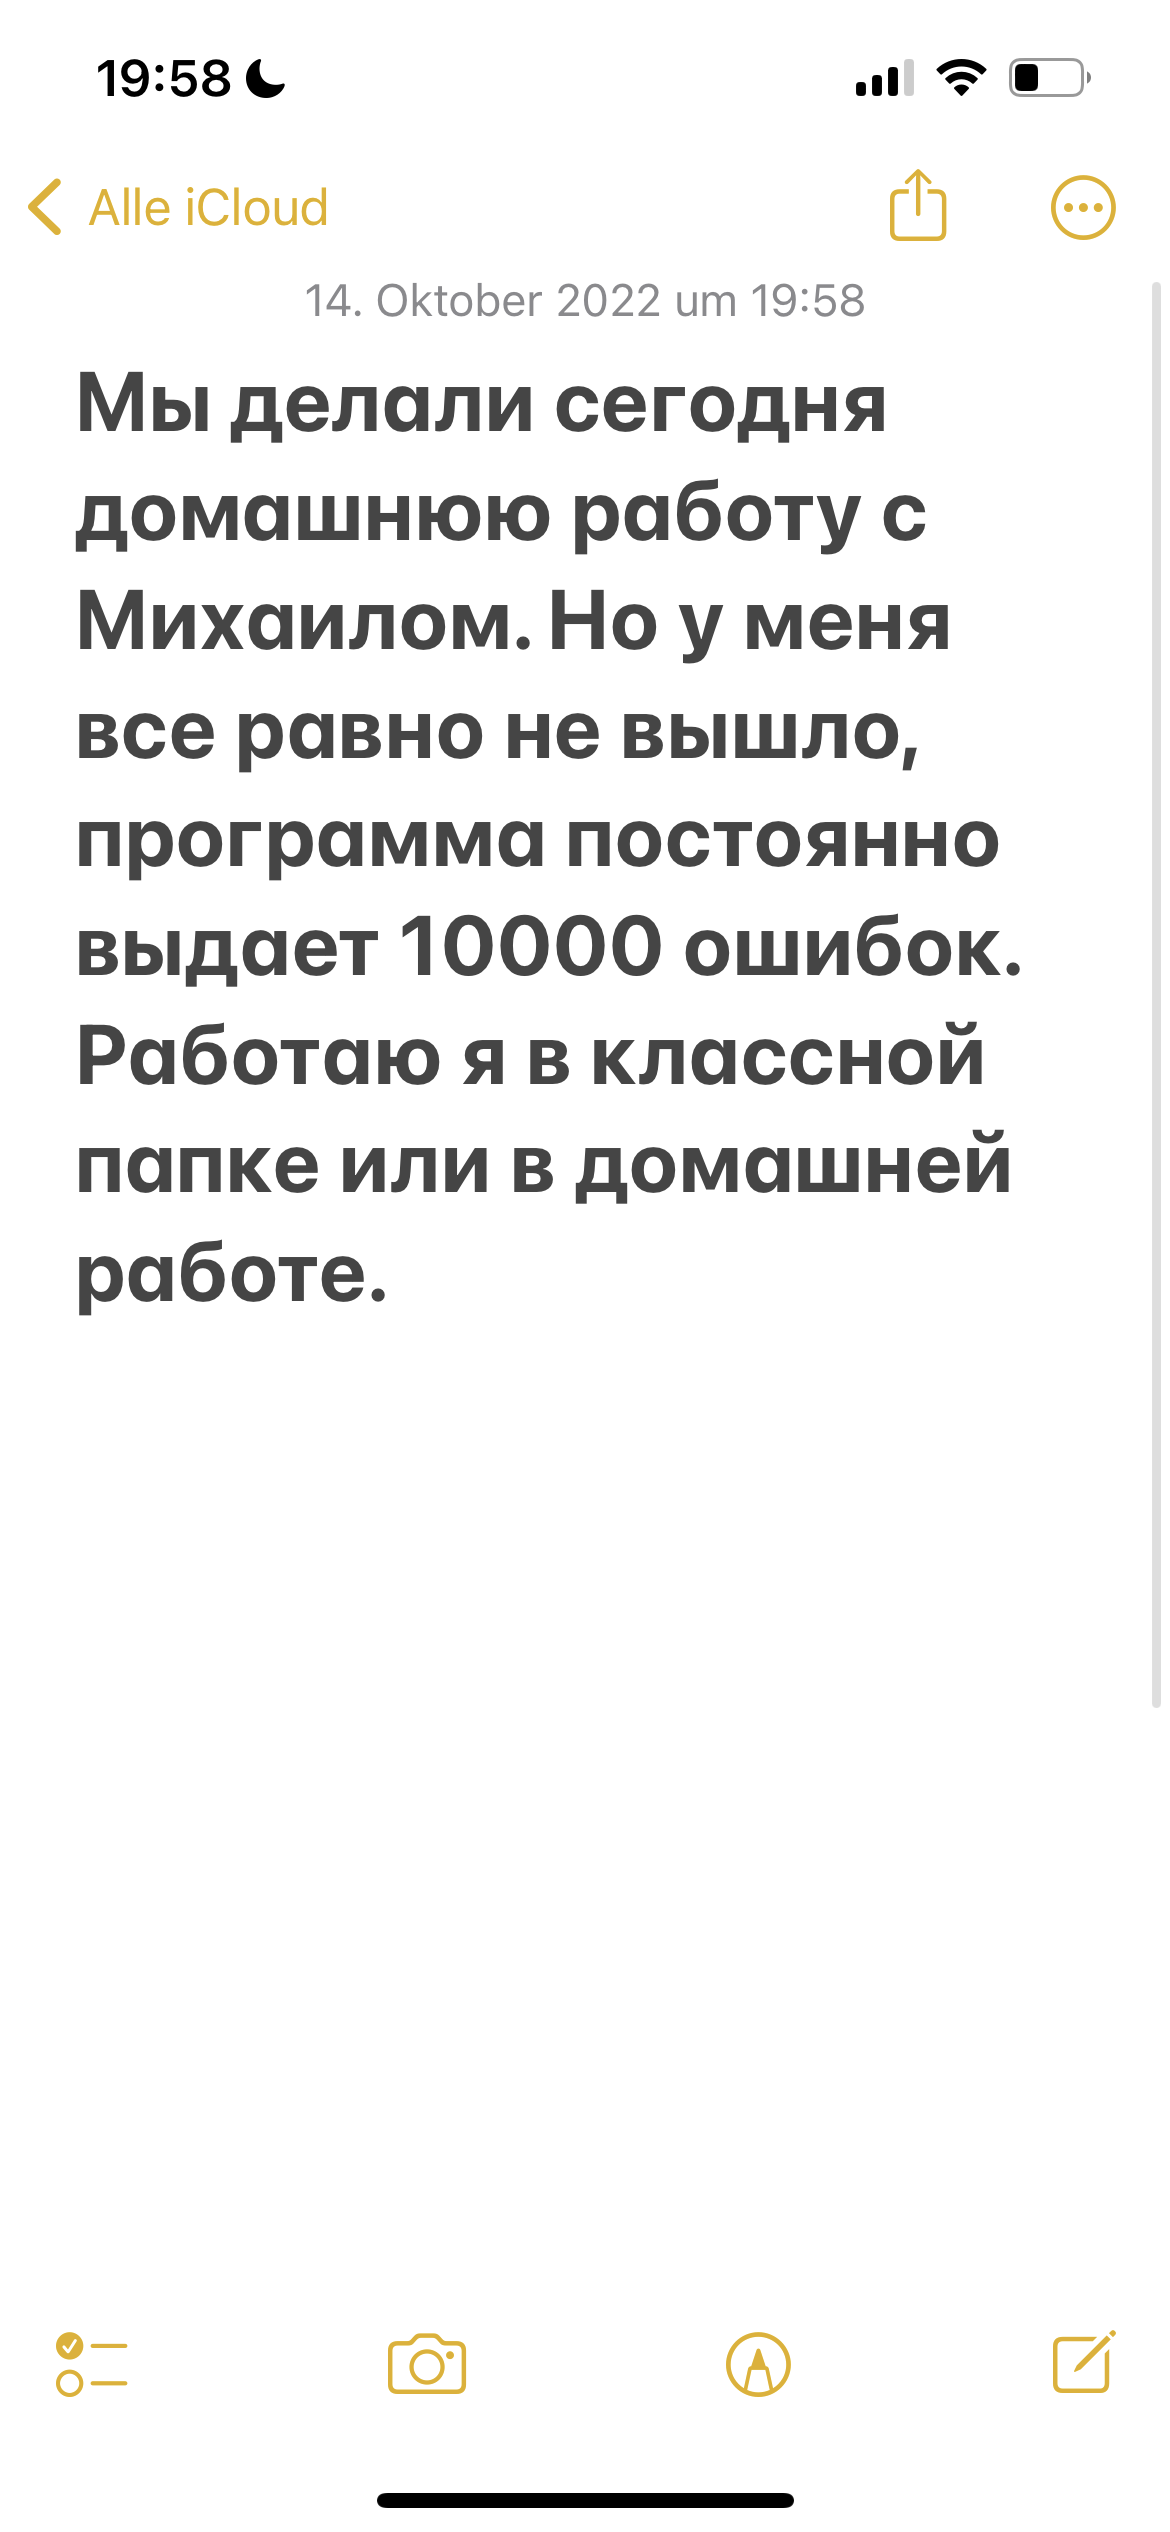 19:58
Alle iCloud
14. Oktober 2022 um 19:58
Мы делали сегодня
домашнюю работу с
Михаилом. Но у меня
все равно не вышло,
программа постоянно
выдает 10000 ошибок.
Работаю я в классной
папке или в домашней
работе.